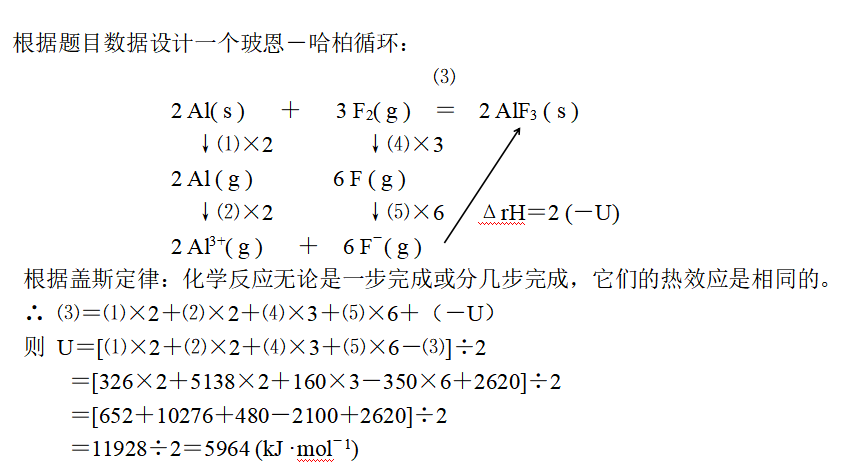 根据题目数据设计一个玻恩－哈柏循环：
⑶
2 Al( s ) ＋ 3 F₂( g ) ＝ 2 AlF₃ ( s )
↓⑴×2 ↓⑷×3
2 Al ( g ) 6 F ( g )
↓⑵×2 ↓⑸×6 ΔrH＝2 (－U)
2 Al³⁺( g ) ＋ 6 F⁻ ( g )
根据盖斯定律：化学反应无论是一步完成或分几步完成，它们的热效应是相同的。
∴ ⑶＝⑴×2＋⑵×2＋⑷×3＋⑸×6＋（－U）
则 U＝[⑴×2＋⑵×2＋⑷×3＋⑸×6－⑶]÷2
＝[326×2＋5138×2＋160×3－350×6＋2620]÷2
＝[652＋10276＋480－2100＋2620]÷2
＝11928÷2＝5964 (kJ ·mol⁻¹)